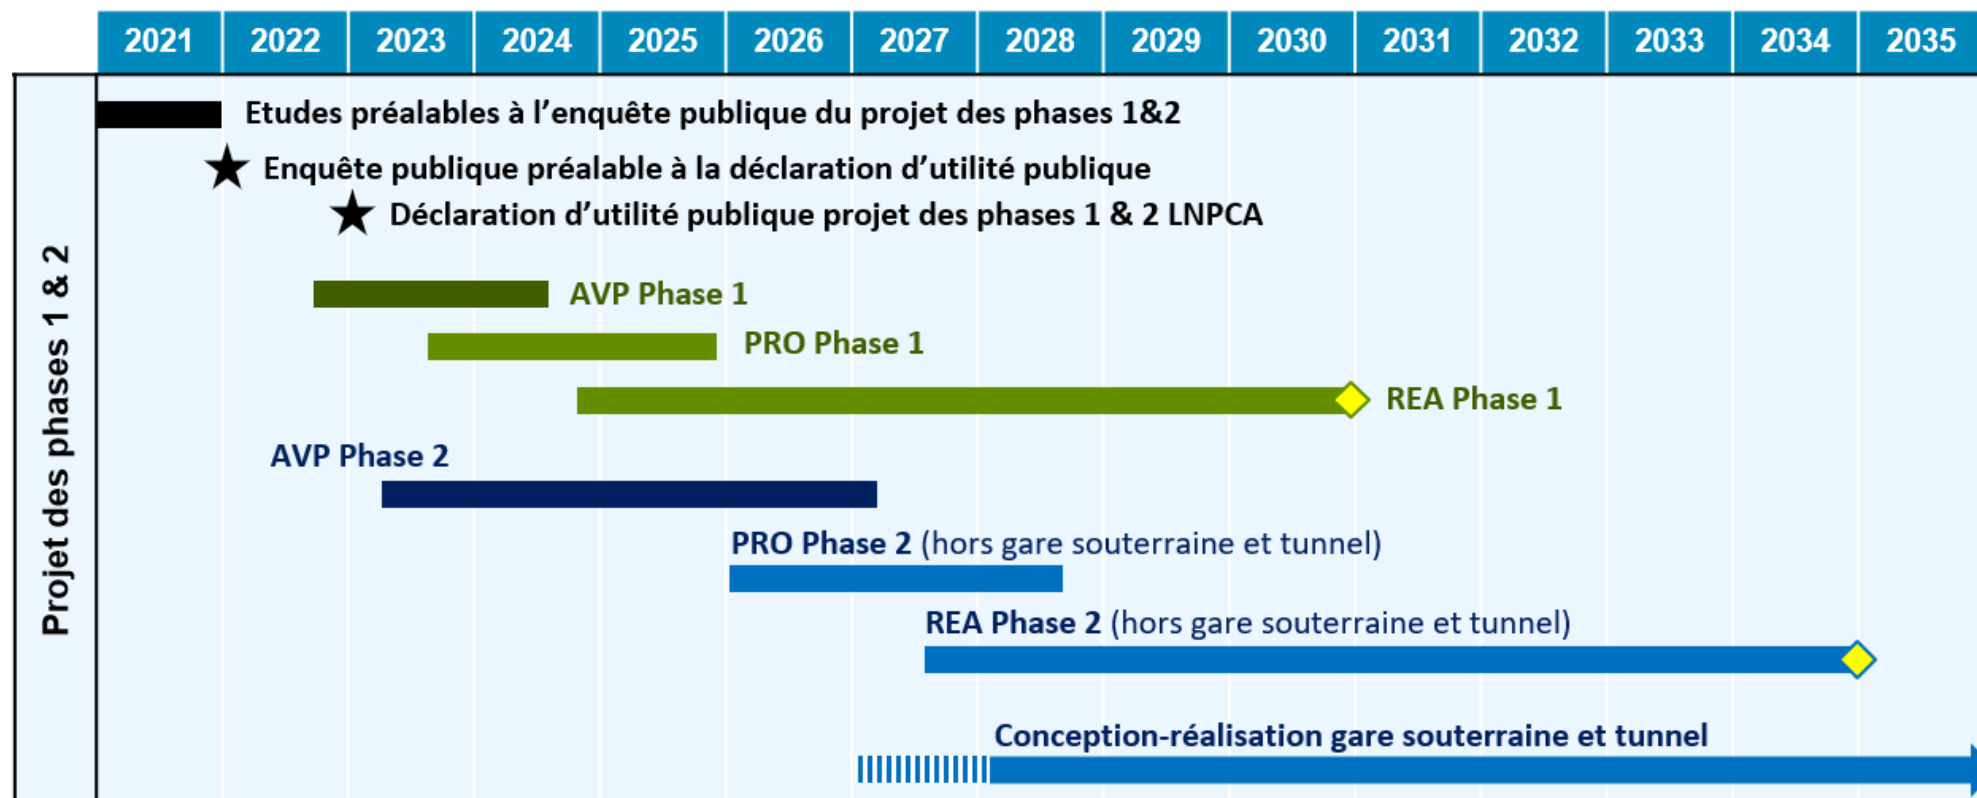 2021 2022 2023 2024 2025 2026 2027 2028 2029 2030 2031 2032 2033 2034 2035
Projet des phases 1 & 2
Etudes préalables à l’enquête publique du projet des phases 1&2
Enquête publique préalable à la déclaration d’utilité publique
Déclaration d’utilité publique projet des phases 1 & 2 LNPCA
AVP Phase 1
PRO Phase 1
REA Phase 1
AVP Phase 2
PRO Phase 2 (hors gare souterraine et tunnel)
REA Phase 2 (hors gare souterraine et tunnel)
Conception-réalisation gare souterraine et tunnel